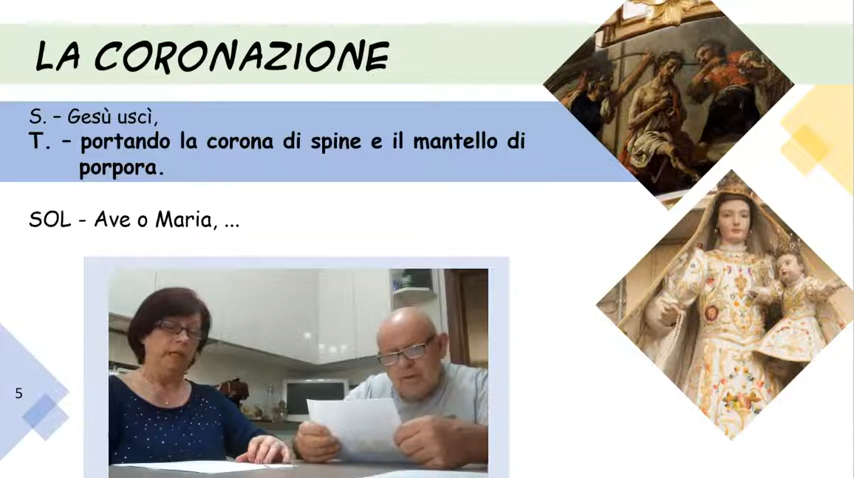 LA CORONAZIONE
S. – Gesù uscì,
T. – portando la corona di spine e il mantello di
porpora.
SOL - Ave o Maria, ...
5